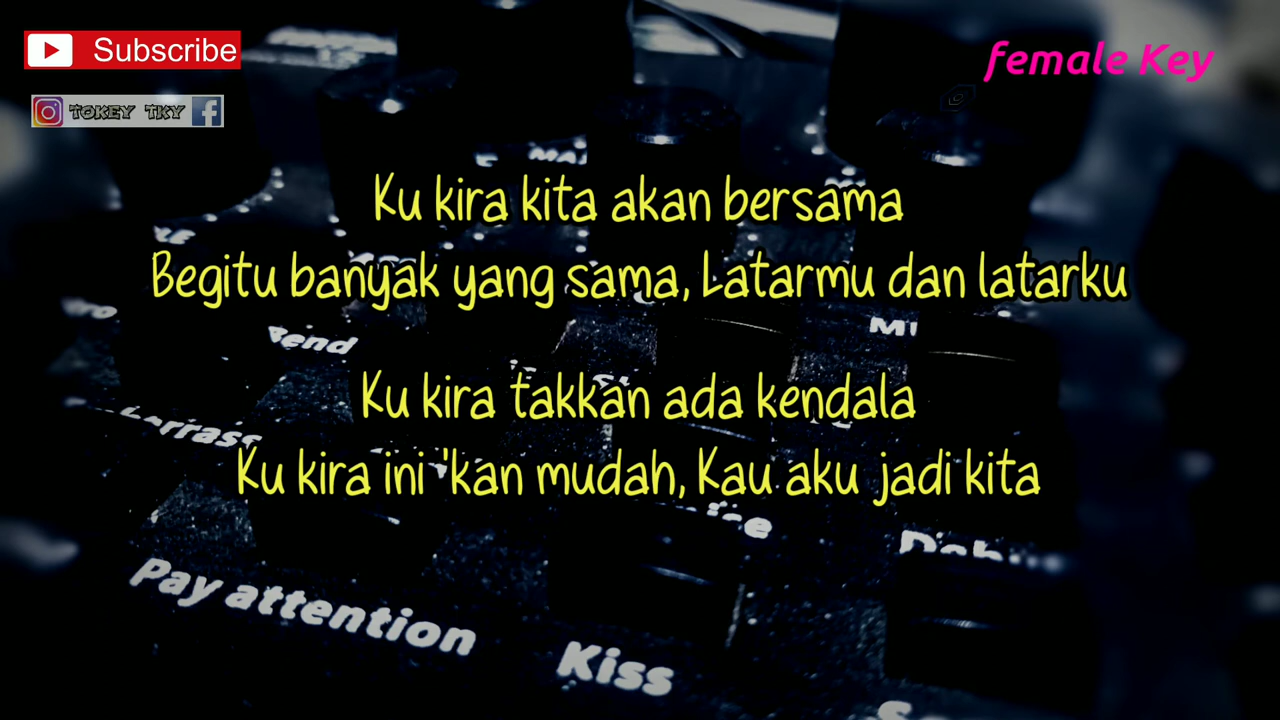 Subscribe
female Key
TOKEY TKY
Ku kira kita akan bersama
Begitu banyak yang sama, Latarmu dan latarku
Bend
Ku kira takkan ada kendala
Ku kira ini 'kan mudah, Kau aku jadi kita
Pay attention
Kiss